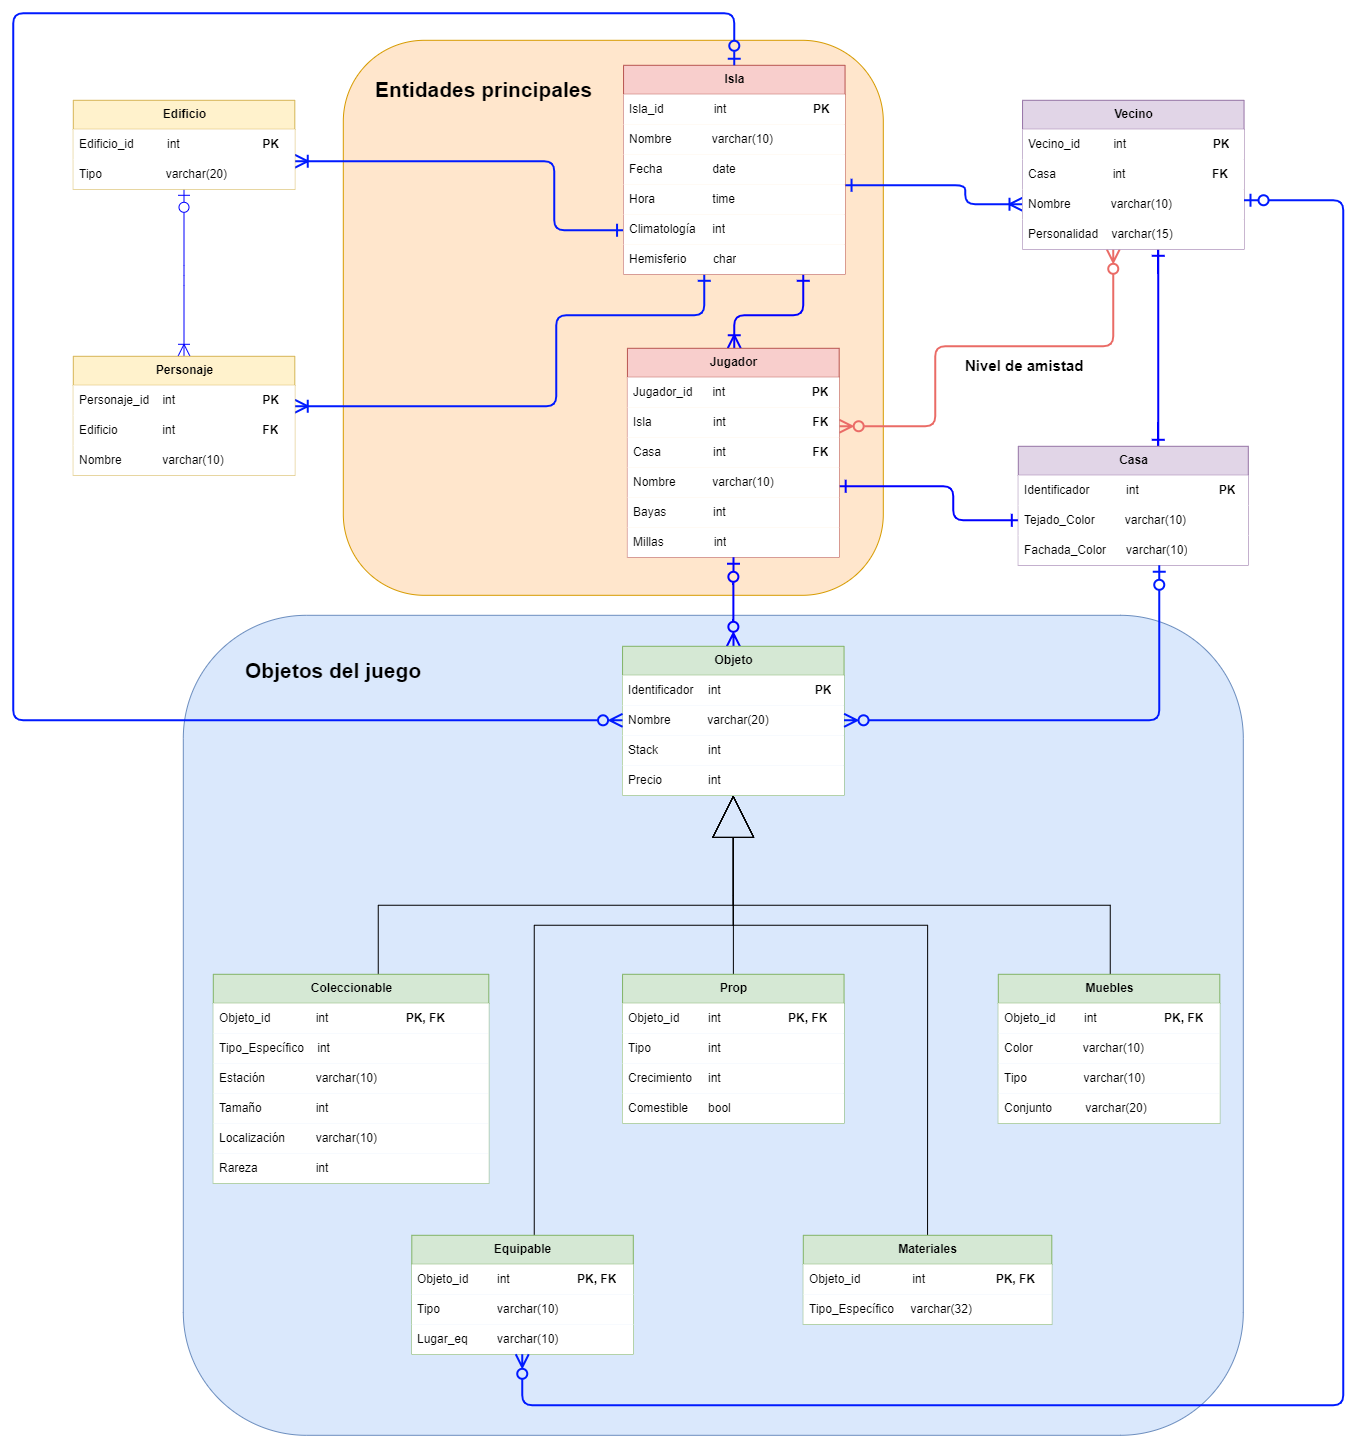 Entidades principales
Isla
Isla_id int PK
Nombre varchar(10)
Fecha date
Hora time
Climatología int
Hemisferio char
Edificio
Edificio_id int PK
Tipo varchar(20)
Vecino
Vecino_id int PK
Casa int FK
Nombre varchar(10)
Personalidad varchar(15)
Personaje
Personaje_id int PK
Edificio int FK
Nombre varchar(10)
Jugador
Jugador_id int PK
Isla int FK
Casa int FK
Nombre varchar(10)
Bayas int
Millas int
Nivel de amistad
Casa
Identificador int PK
Tejado_Color varchar(10)
Fachada_Color varchar(10)
Objetos del juego
Objeto
Identificador int PK
Nombre varchar(20)
Stack int
Precio int
Coleccionable
Objeto_id int PK, FK
Tipo_Específico int
Estación varchar(10)
Tamaño int
Localización varchar(10)
Rareza int
Prop
Objeto_id int PK, FK
Tipo int
Crecimiento int
Comestible bool
Muebles
Objeto_id int PK, FK
Color varchar(10)
Tipo varchar(10)
Conjunto varchar(20)
Equipable
Objeto_id int PK, FK
Tipo varchar(10)
Lugar_eq varchar(10)
Materiales
Objeto_id int PK, FK
Tipo_Específico varchar(32)